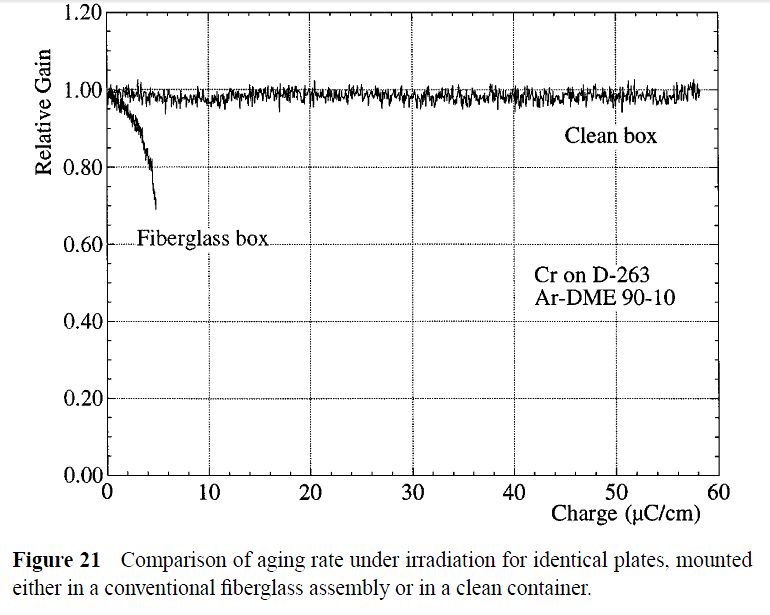 1.20
Relative Gain
1.00
Clean box
0.80
Fiberglass box
0.60
Cr on D-263
Ar-DME 90-10
0.40
0.20
0.00
0 10 20 30 40 50 60
Charge (µC/cm)
Figure 21 Comparison of aging rate under irradiation for identical plates, mounted
either in a conventional fiberglass assembly or in a clean container.